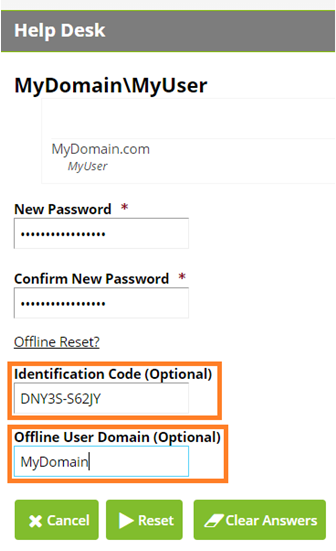 Help Desk
MyDomain\MyUser
MyDomain.com
MyUser
New Password *
•••••••••••••••••
Confirm New Password *
•••••••••••••••••
Offline Reset?
Identification Code (Optional)
DNY3S-S62JY
Offline User Domain (Optional)
MyDomain
Cancel Reset Clear Answers